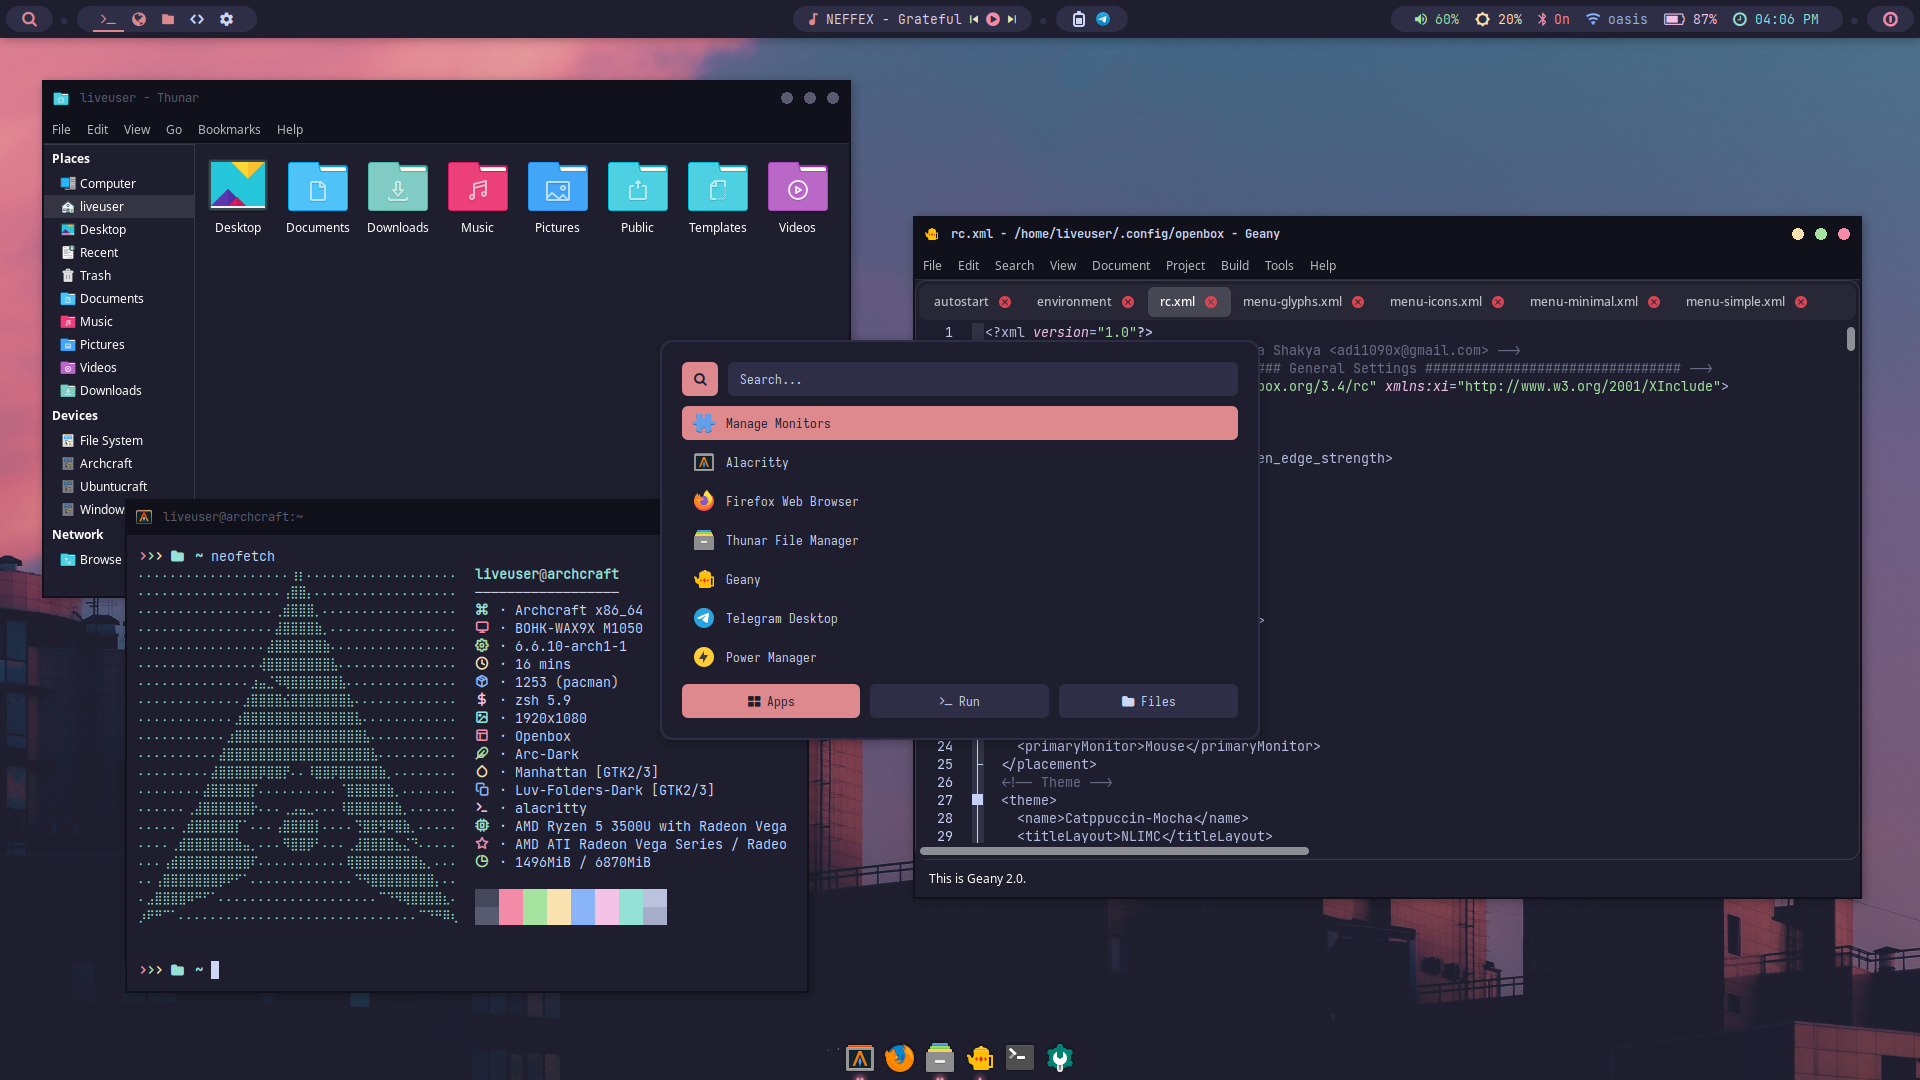 NEFFEX - Grateful
60%
20%
On
oasis
87%
04:06 PM
liveuser - Thunar
File Edit View Go Bookmarks Help
Places
Computer
liveuser
Desktop
Recent
Trash
Documents
Music
Pictures
Videos
Downloads
Devices
File System
Archcraft
Ubuntucraft
Window
Network
Browse
Desktop Documents Downloads Music Pictures Public Templates Videos
liveuser@archcraft:~
>>> ~ neofetch
liveuser@archcraft
· Archcraft x86_64
· BOHK-WAX9X M1050
· 6.6.10-arch1-1
· 16 mins
· 1253 (pacman)
· zsh 5.9
· 1920x1080
· Openbox
· Arc-Dark
· Manhattan [GTK2/3]
· Luv-Folders-Dark [GTK2/3]
· alacritty
· AMD Ryzen 5 3500U with Radeon Vega
· AMD ATI Radeon Vega Series / Radeo
· 1496MiB / 6870MiB
>>> ~
Search...
Manage Monitors
Alacritty
Firefox Web Browser
Thunar File Manager
Geany
Telegram Desktop
Power Manager
Apps
Run
Files
rc.xml - /home/liveuser/.config/openbox - Geany
File Edit Search View Document Project Build Tools Help
autostart environment rc.xml menu-glyphs.xml menu-icons.xml menu-minimal.xml menu-simple.xml
1 <?xml version="1.0"?>
a Shakya <adi1090x@gmail.com> -->
### General Settings ################################ -->
box.org/3.4/rc" xmlns:xi="http://www.w3.org/2001/XInclude">
en_edge_strength>
>
24 <primaryMonitor>Mouse</primaryMonitor>
25 </placement>
26 <!-- Theme -->
27 <theme>
28 <name>Catppuccin-Mocha</name>
29 <titleLayout>NLIMC</titleLayout>
This is Geany 2.0.